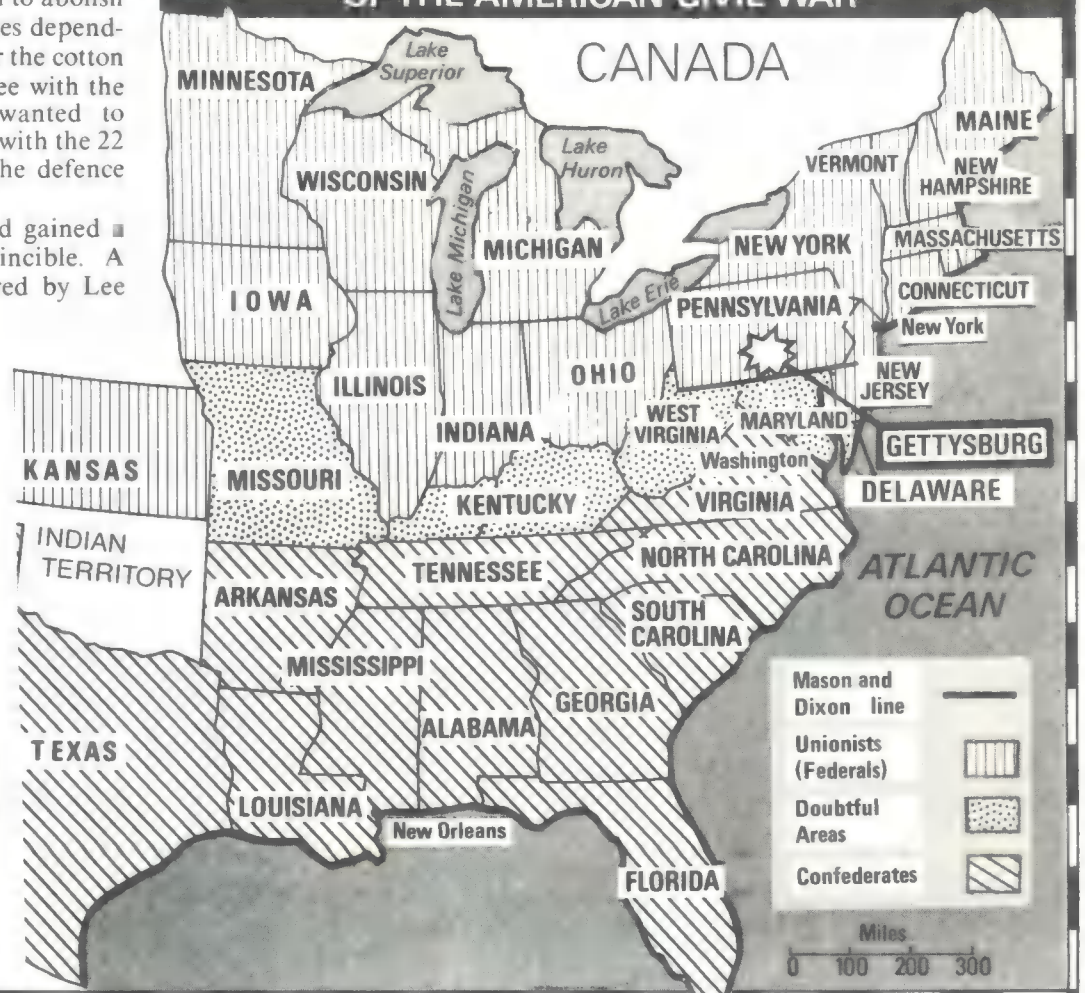 to abolish
es depend-
r the cotton
ee with the
wanted to
with the 22
he defence
d gained a
incible. A
ed by Lee
OF THE AMERICAN CIVIL WAR
CANADA
Lake
Superior
MINNESOTA
MAINE
Lake
Huron
VERMONT
NEW
HAMPSHIRE
WISCONSIN
Lake Michigan
MICHIGAN
NEW YORK
MASSACHUSETTS
IOWA
Lake Erie
PENNSYLVANIA
CONNECTICUT
New York
ILLINOIS
OHIO
NEW
JERSEY
INDIANA
WEST
VIRGINIA
MARYLAND
GETTYSBURG
KANSAS
MISSOURI
Washington
DELAWARE
KENTUCKY
VIRGINIA
INDIAN
TERRITORY
TENNESSEE
NORTH CAROLINA
ATLANTIC
OCEAN
ARKANSAS
SOUTH
CAROLINA
MISSISSIPPI
GEORGIA
ALABAMA
TEXAS
LOUISIANA
New Orleans
FLORIDA
Mason and
Dixon line
Unionists
(Federals)
Doubtful
Areas
Confederates
Miles
0 100 200 300